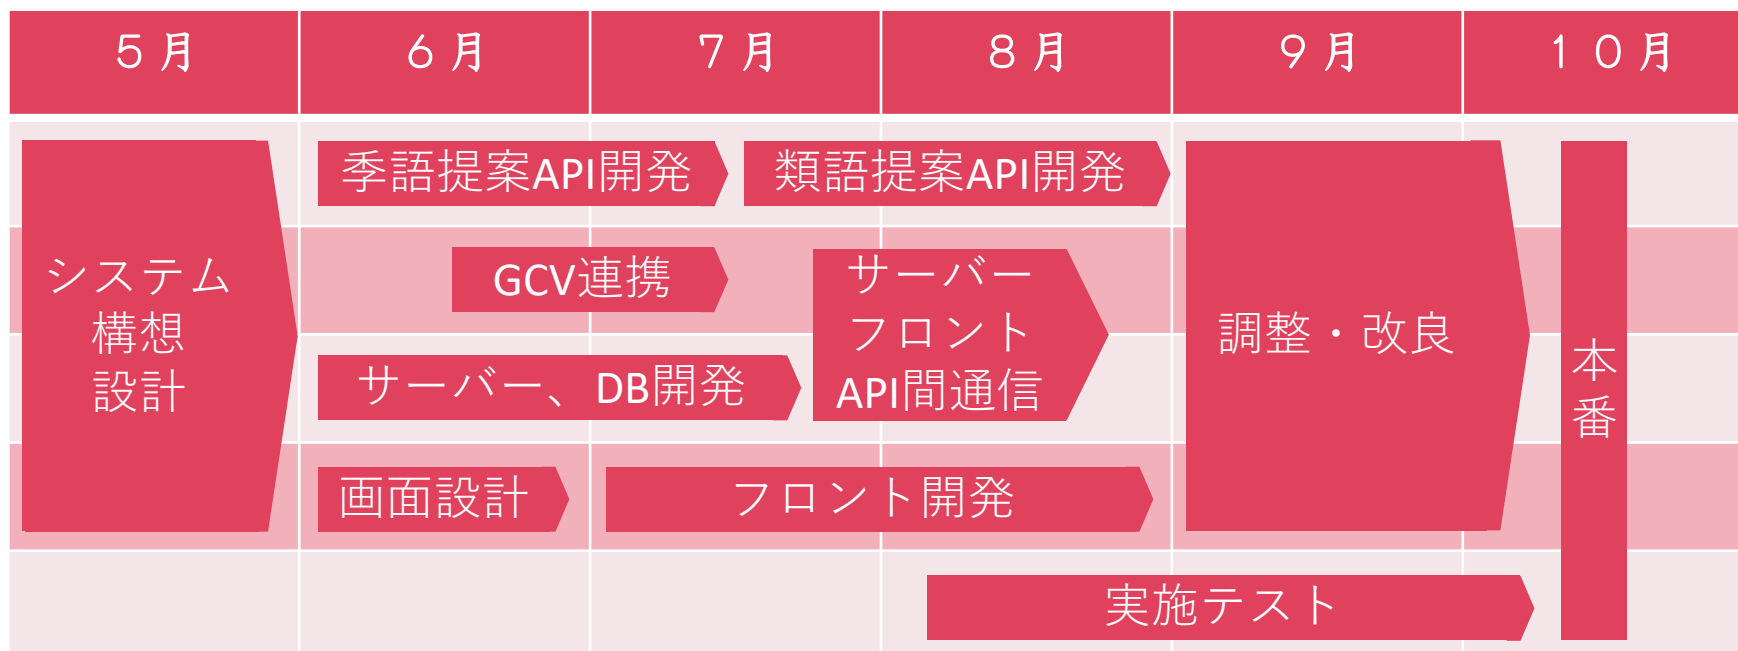 ５月
６月
７月
８月
９月
１０月
システム
構想
設計
季語提案API開発
類語提案API開発
GCV連携
サーバー
フロント
API間通信
サーバー、DB開発
画面設計
フロント開発
調整・改良
実施テスト
本
番